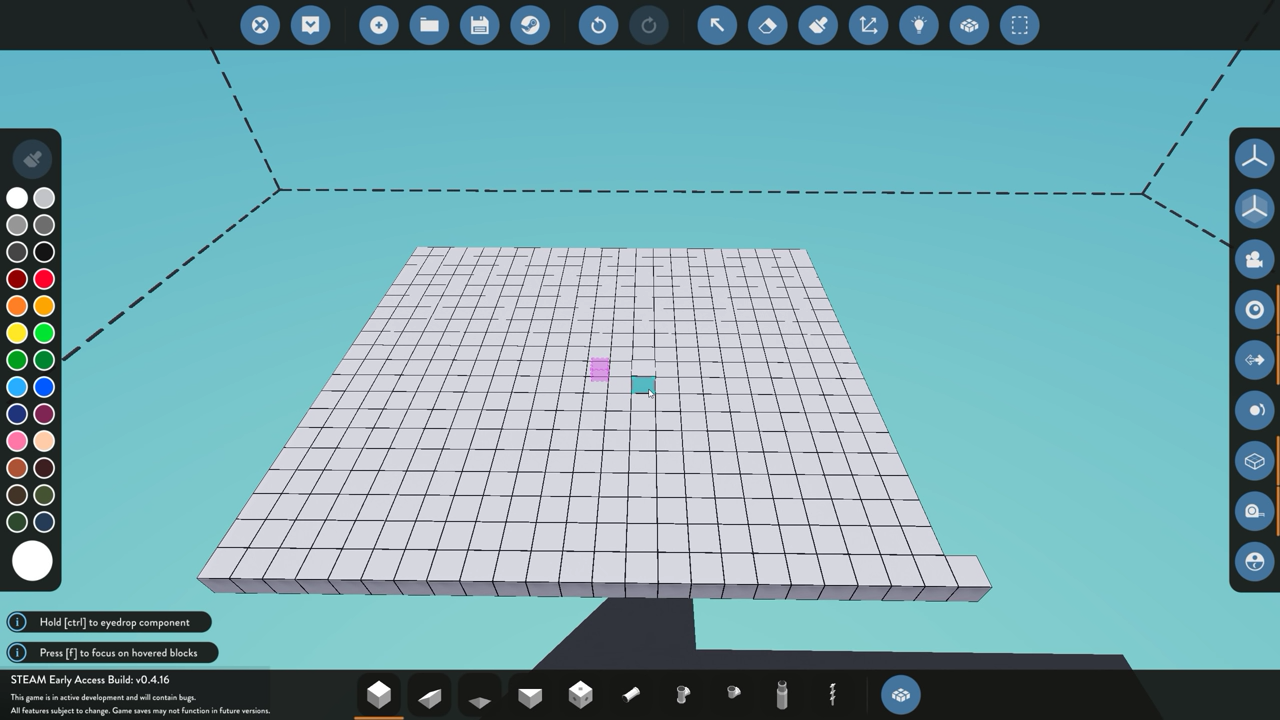 Hold [ctrl] to eyedrop component
Press [f] to focus on hovered blocks
STEAM Early Access Build: v0.4.16
This game is in active development and will contain bugs.
All features subject to change. Game saves may not function in future versions.